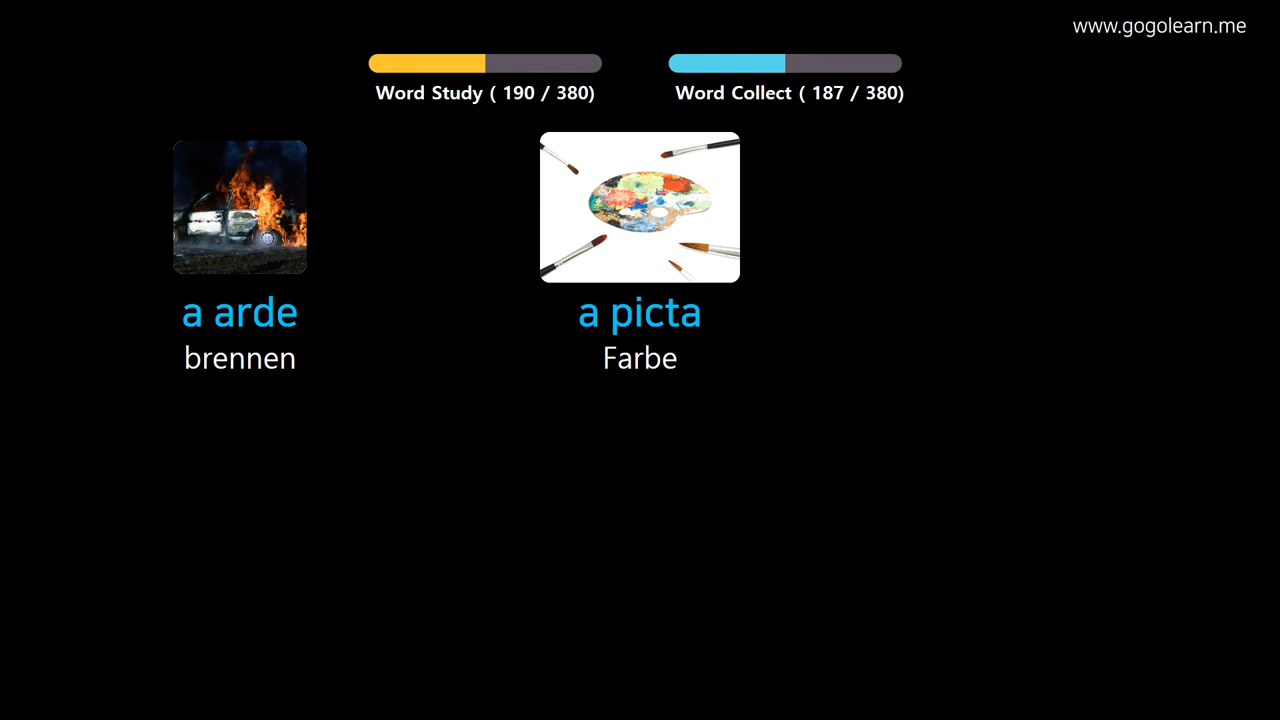 www.gogolearn.me
Word Study ( 190 / 380)
Word Collect ( 187 / 380)
a arde
brennen
a picta
Farbe